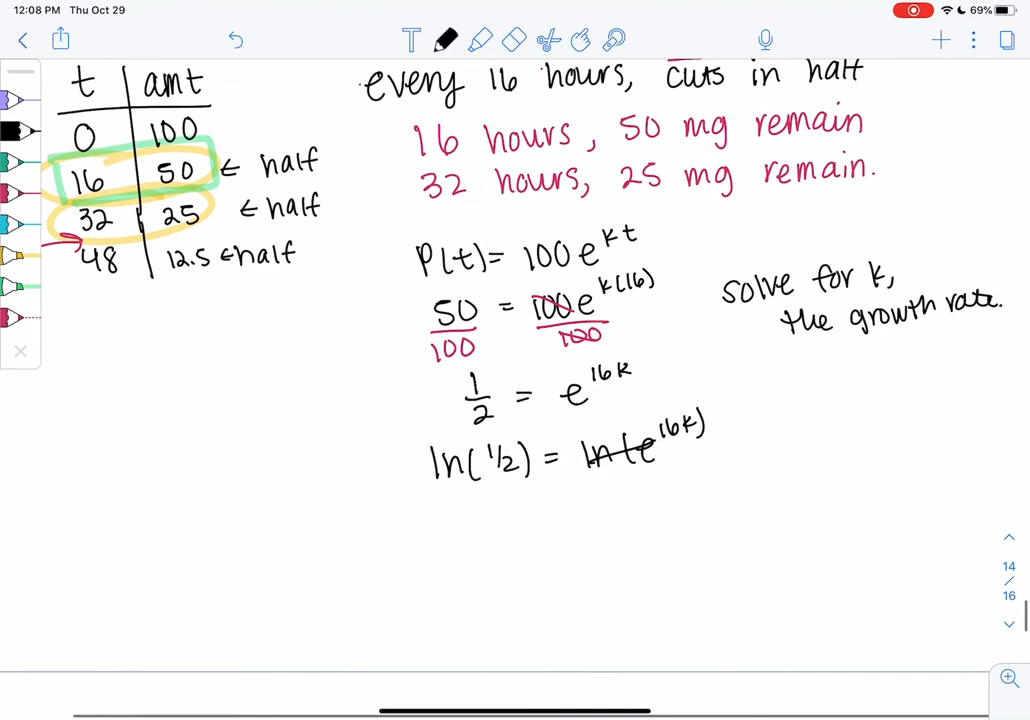 12:08 PM Thu Oct 29
69%
t amt
0 100
16 50 ← half
32 25 ← half
48 12.5 ← half
every 16 hours, cuts in half
16 hours, 50 mg remain
32 hours, 25 mg remain.
P(t) = 100e^{kt}
50 = 100e^{k(16)}
100 100
1/2 = e^{16k}
ln(1/2) = ln(e^{16k})
solve for k,
the growth rate.
14
/
16